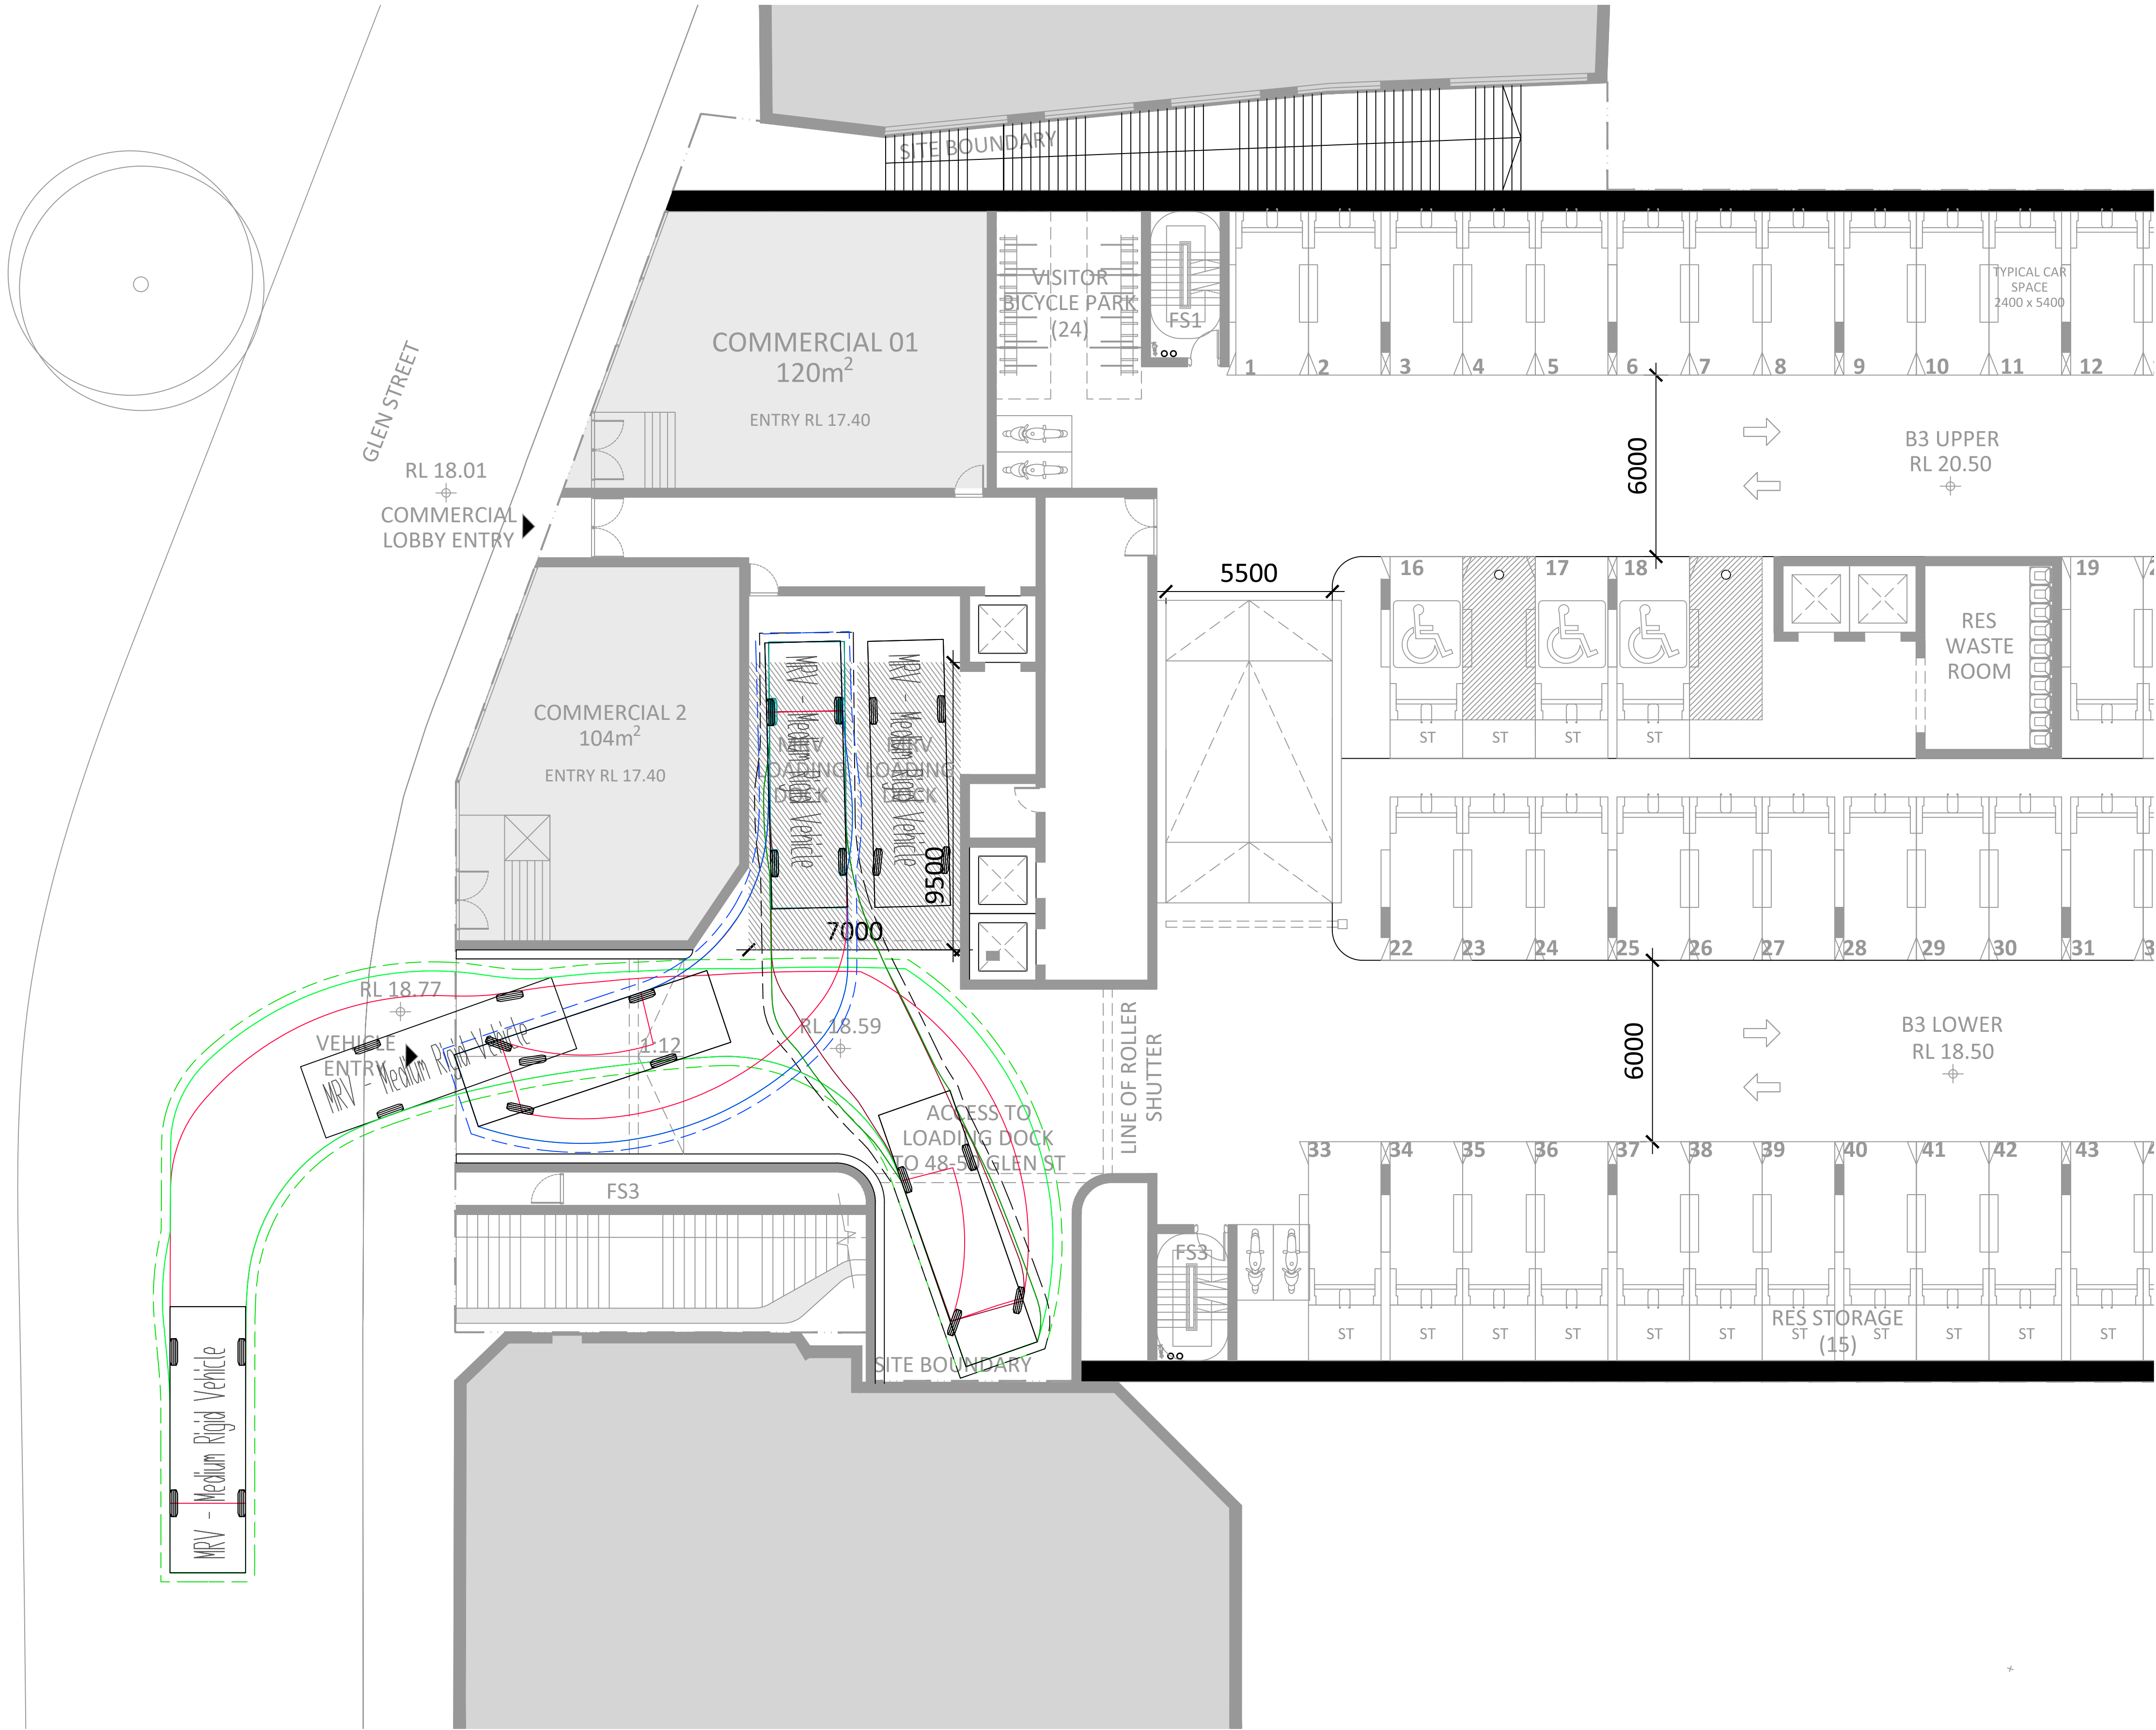 SITE BOUNDARY
GLEN STREET
COMMERCIAL 01
120m²
ENTRY RL 17.40
VISITOR
BICYCLE PARK
(24)
FS1
TYPICAL CAR
SPACE
2400 x 5400
1 2 3 4 5 6 7 8 9 10 11 12
RL 18.01
COMMERCIAL
LOBBY ENTRY
6000
B3 UPPER
RL 20.50
5500
16 17 18 19
RES
WASTE
ROOM
ST ST ST ST
COMMERCIAL 2
104m²
ENTRY RL 17.40
MRV
LOADING
DOCK
MRV
LOADING
DOCK
MRV - Medium Rigid Vehicle
MRV - Medium Rigid Vehicle
9500
7000
22 23 24 25 26 27 28 29 30 31
RL 18.77
VEHICLE
ENTRY
MRV - Medium Rigid Vehicle
1:12
RL 18.59
LINE OF ROLLER
SHUTTER
6000
B3 LOWER
RL 18.50
ACCESS TO
LOADING DOCK
GLEN ST
33 34 35 36 37 38 39 40 41 42 43
FS3
FS3
ST ST ST ST ST ST ST ST ST ST ST
RES STORAGE
(15)
SITE BOUNDARY
MRV - Medium Rigid Vehicle